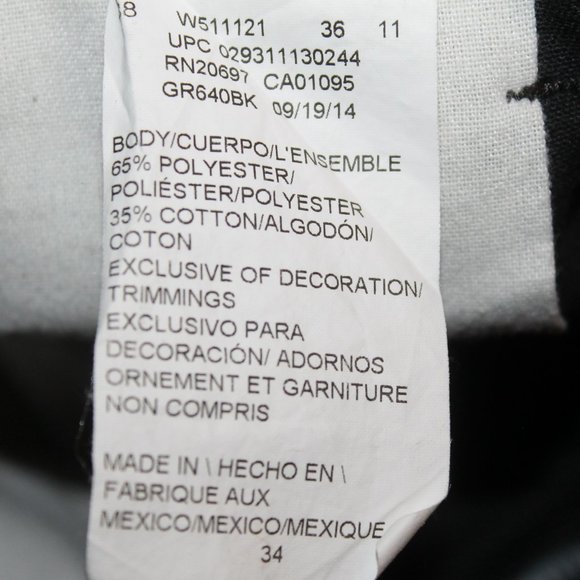 38
W511121 36 11
UPC 029311130244
RN20697 CA01095
GR640BK 09/19/14
BODY/CUERPO/L'ENSEMBLE
65% POLYESTER/
POLIÉSTER/POLYESTER
35% COTTON/ALGODÓN/
COTON
EXCLUSIVE OF DECORATION/
TRIMMINGS
EXCLUSIVO PARA
DECORACIÓN/ ADORNOS
ORNEMENT ET GARNITURE
NON COMPRIS
MADE IN \ HECHO EN \
FABRIQUE AUX
MEXICO/MEXICO/MEXIQUE
34